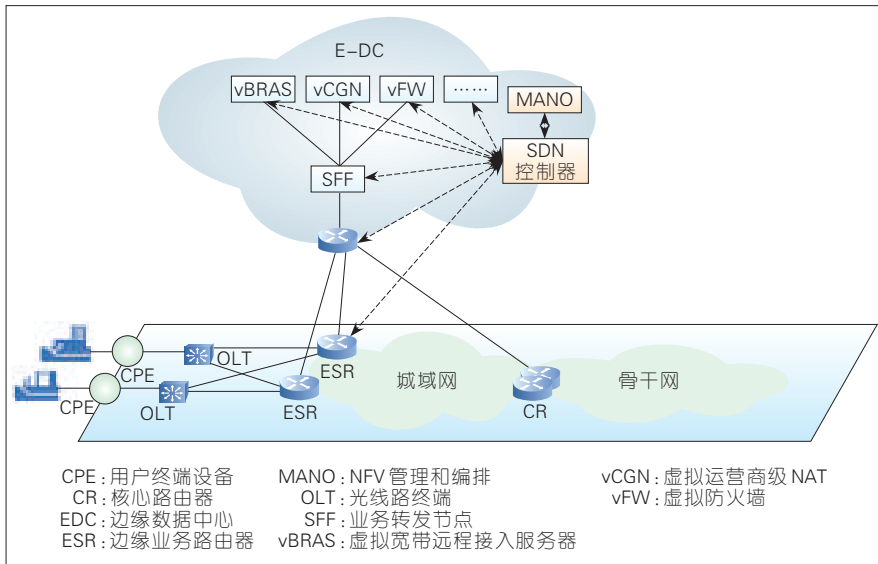 E-DC
vBRAS
vCGN
vFW
……
MANO
SDN
控制器
SFF
OLT
CPE
ESR
城域网
骨干网
CPE
OLT
ESR
CR
CPE：用户终端设备
CR：核心路由器
EDC：边缘数据中心
ESR：边缘业务路由器
MANO：NFV管理和编排
OLT：光线路终端
SFF：业务转发节点
vBRAS：虚拟宽带远程接入服务器
vCGN：虚拟运营商级 NAT
vFW：虚拟防火墙